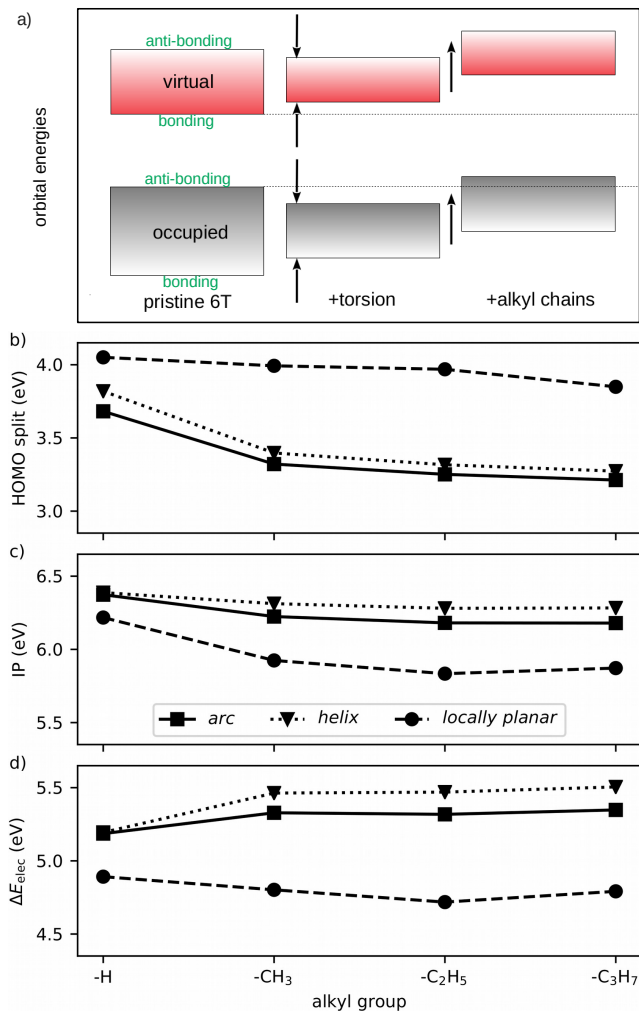 a)
anti-bonding
virtual
bonding
anti-bonding
occupied
bonding
orbital energies
pristine 6T
+torsion
+alkyl chains
b)
4.0
3.5
3.0
HOMO split (eV)
c)
6.5
6.0
5.5
IP (eV)
arc helix locally planar
d)
5.5
5.0
4.5
ΔE_elec (eV)
-H -CH₃ -C₂H₅ -C₃H₇
alkyl group